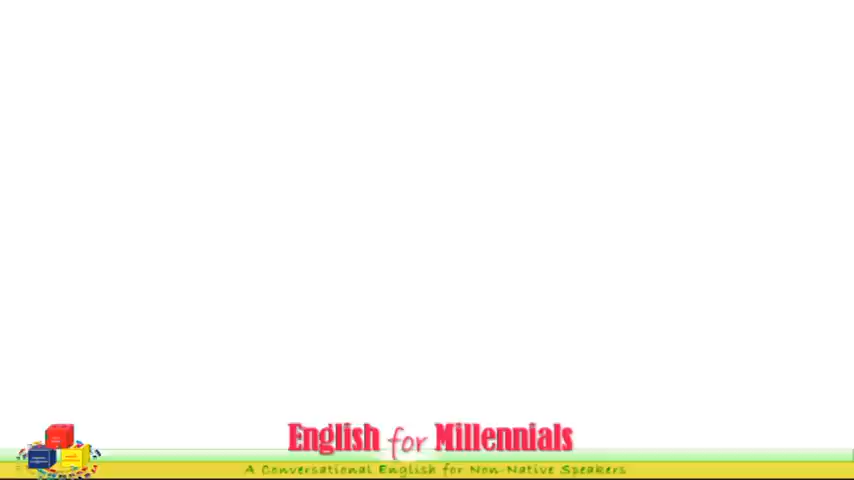 English for Millennials
A Conversational English for Non-Native Speakers